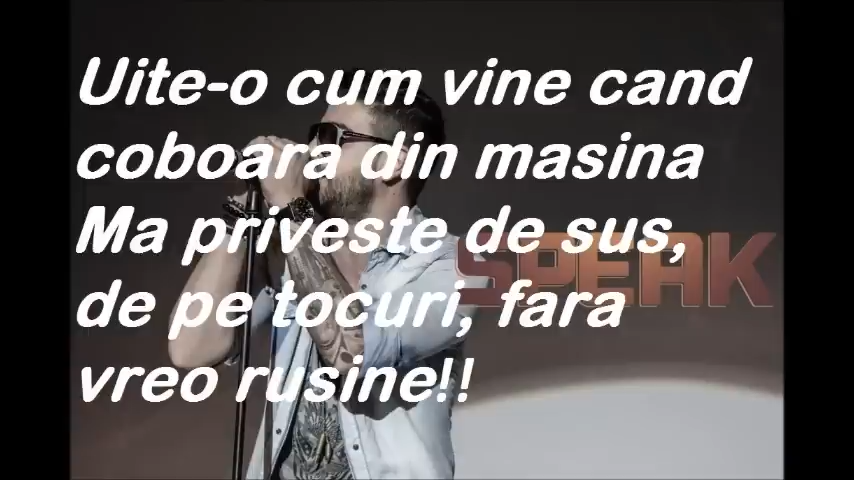 Uite-o cum vine cand
coboara din masina
Ma priveste de sus,
de pe tocuri, fara
vreo rusine!!
SPEAK